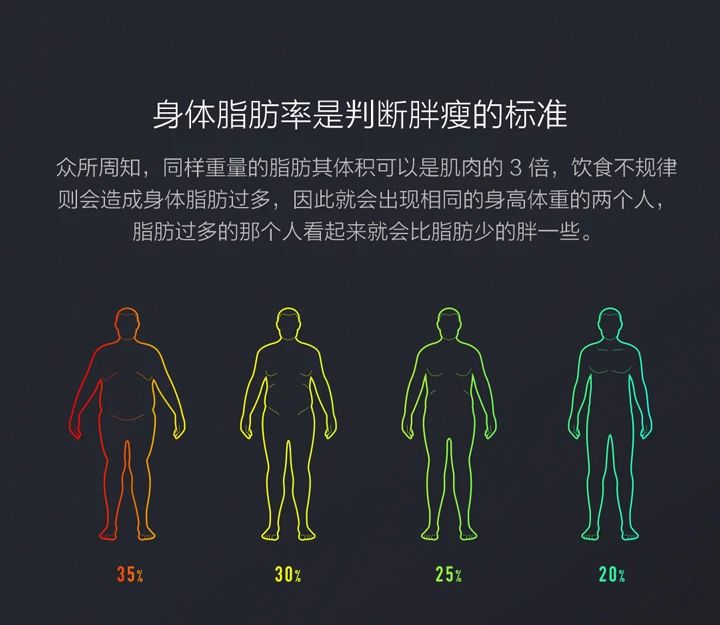 身体脂肪率是判断胖瘦的标准
众所周知，同样重量的脂肪其体积可以是肌肉的 3 倍，饮食不规律
则会造成身体脂肪过多，因此就会出现相同的身高体重的两个人，
脂肪过多的那个人看起来就会比脂肪少的胖一些。
35%
30%
25%
20%